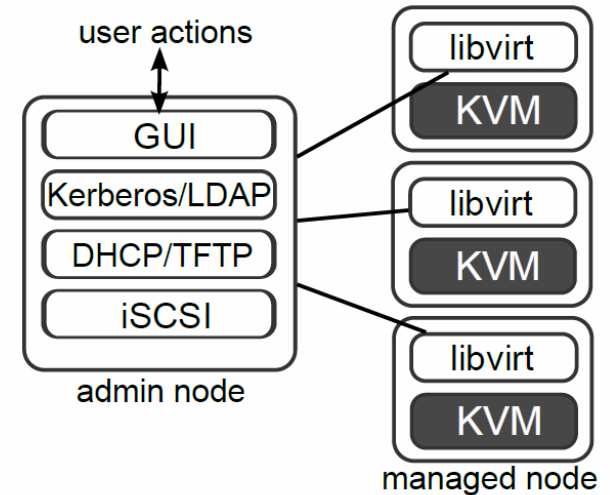 user actions
GUI
Kerberos/LDAP
DHCP/TFTP
iSCSI
admin node
libvirt
KVM
libvirt
KVM
libvirt
KVM
managed node